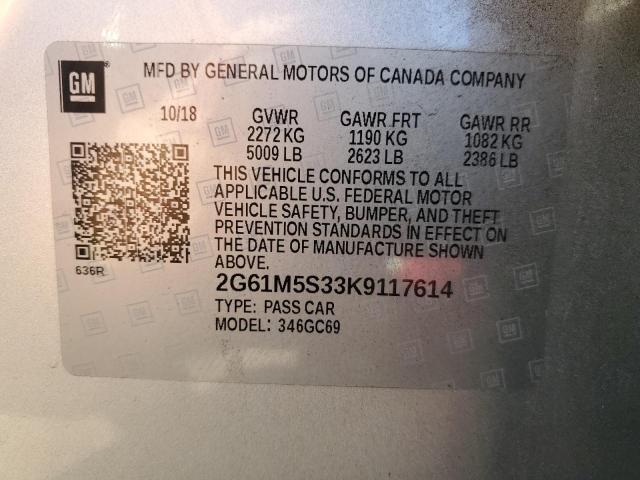 GM
MFD BY GENERAL MOTORS OF CANADA COMPANY
10/18 GVWR GAWR FRT GAWR RR
2272 KG 1190 KG 1082 KG
5009 LB 2623 LB 2386 LB
THIS VEHICLE CONFORMS TO ALL
APPLICABLE U.S. FEDERAL MOTOR
VEHICLE SAFETY, BUMPER, AND THEFT
PREVENTION STANDARDS IN EFFECT ON
THE DATE OF MANUFACTURE SHOWN
ABOVE.
636R
2G61M5S33K9117614
TYPE: PASS CAR
MODEL: 346GC69